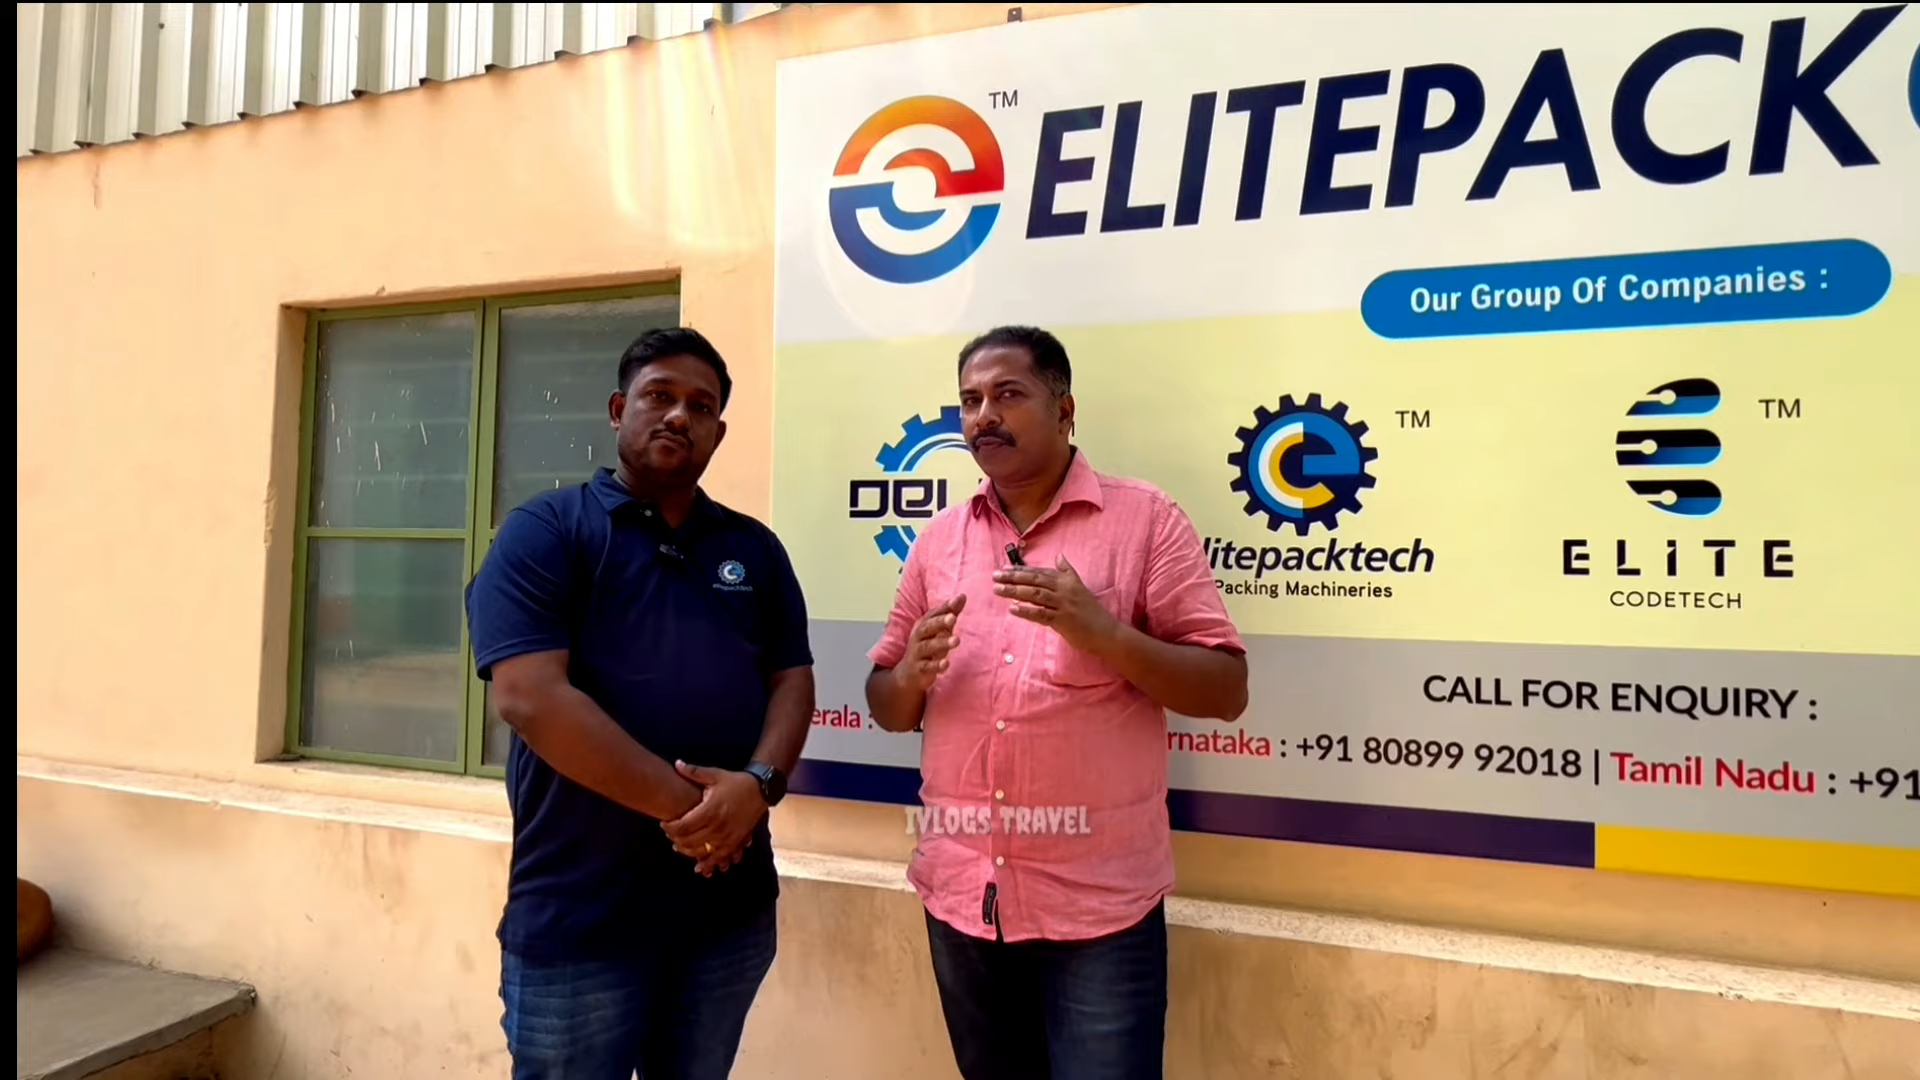 TM
ELITEPACK
Our Group Of Companies :
TM
litepacktech
Packing Machineries
TM
ELiTE
CODETECH
elitepacktech
CALL FOR ENQUIRY :
erala :
rnataka : +91 80899 92018 | Tamil Nadu : +91
IVLOGS TRAVEL